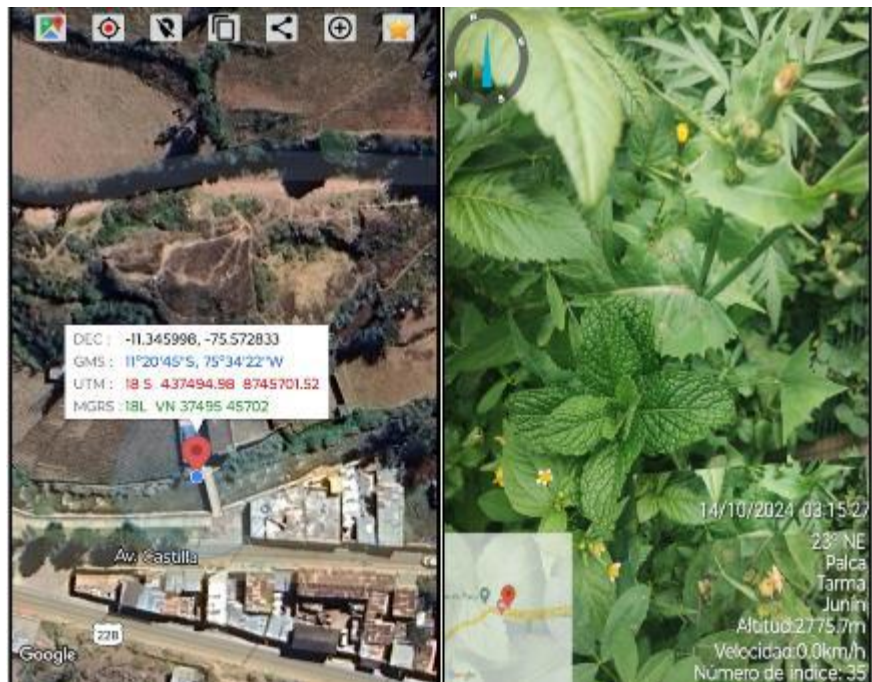 DEC : -11.345998, -75.572833
GMS : 11°20'45"S, 75°34'22"W
UTM : 18 S 437494.98 8745701.52
MGRS : 18L VN 37495 45702
Av. Castilla
22B
Google
14/10/2024 03:15:27
23° NE
Palca
Tarma
Junín
Altitud:2775.7m
Velocidad:0.0km/h
Número de índice: 35